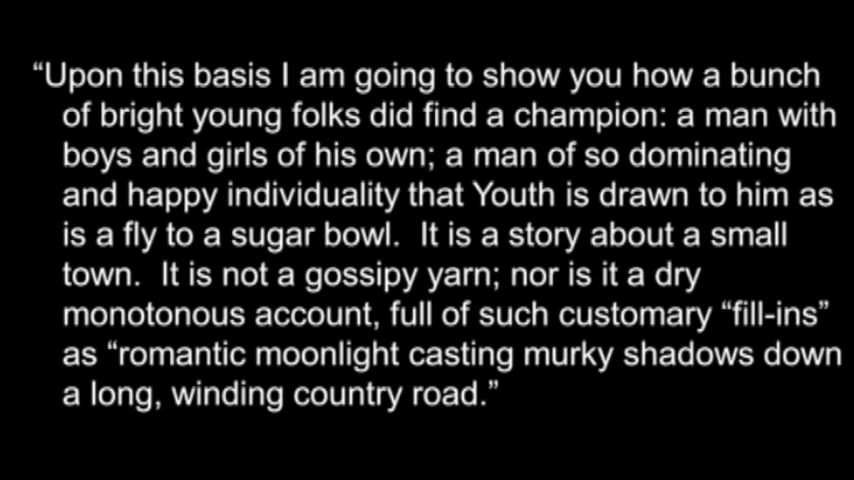 “Upon this basis I am going to show you how a bunch
of bright young folks did find a champion: a man with
boys and girls of his own; a man of so dominating
and happy individuality that Youth is drawn to him as
is a fly to a sugar bowl.  It is a story about a small
town.  It is not a gossipy yarn; nor is it a dry
monotonous account, full of such customary “fill-ins”
as “romantic moonlight casting murky shadows down
a long, winding country road.”